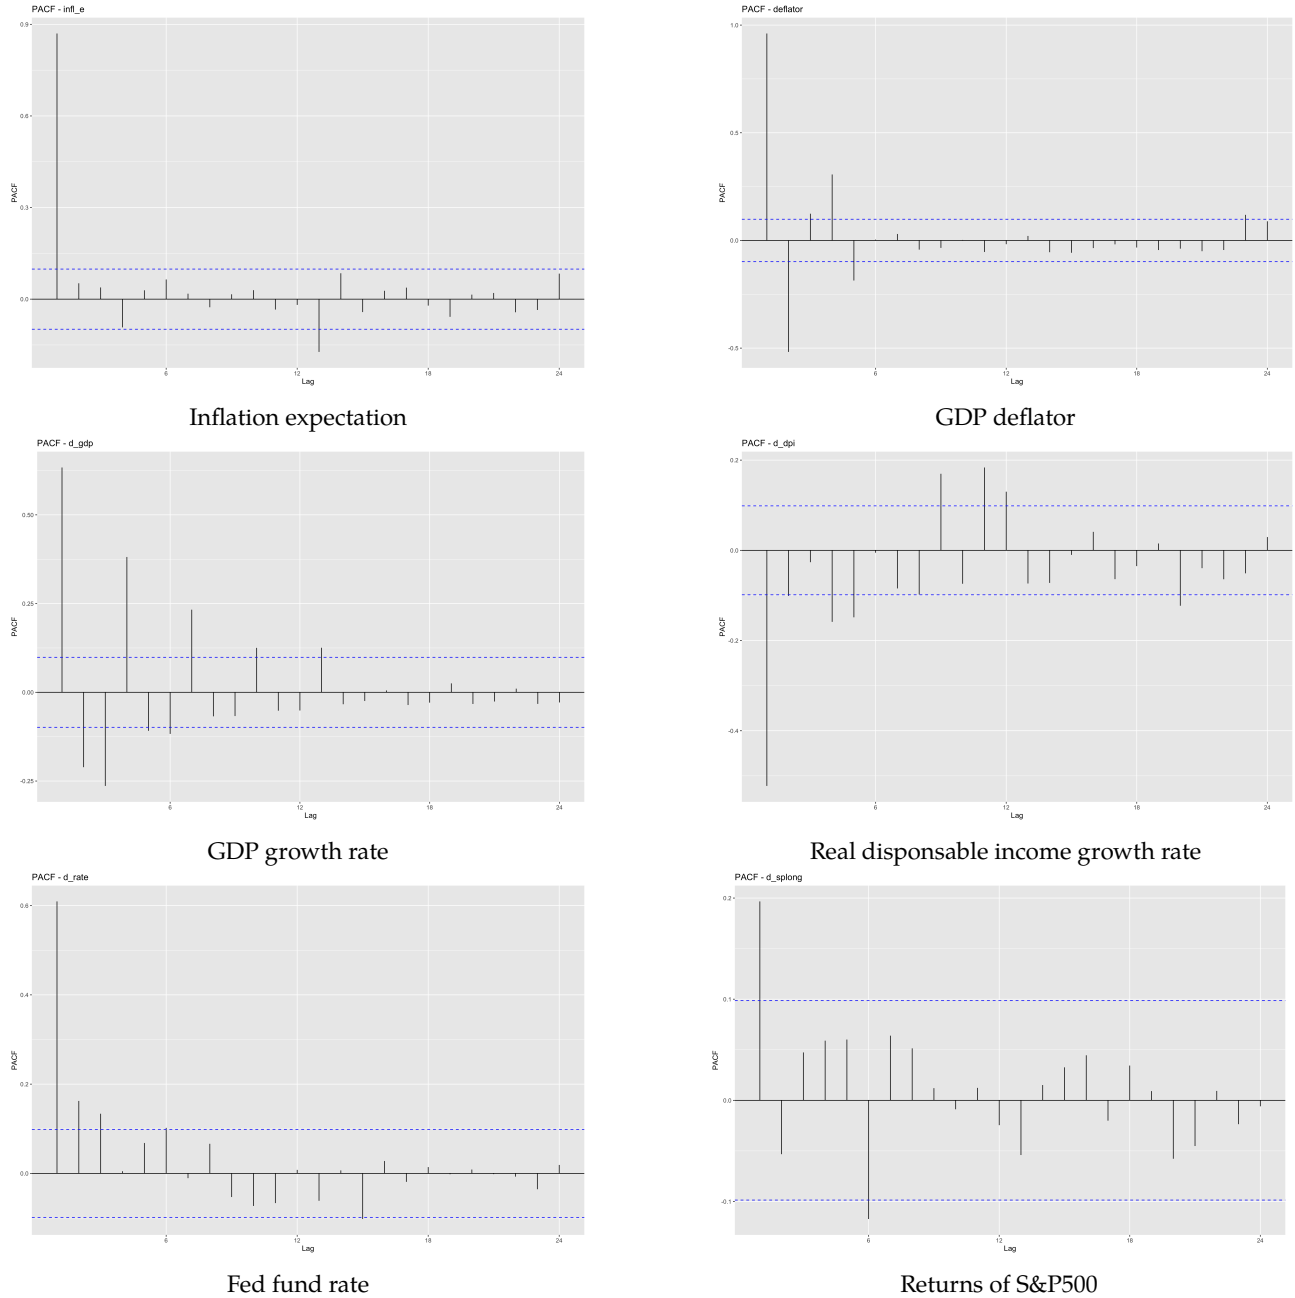 PACF - infl_e
0.9
0.6
0.3
0.0
PACF
6 12 18 24
Lag
Inflation expectation
PACF - deflator
1.0
0.5
0.0
-0.5
PACF
6 12 18 24
Lag
GDP deflator
PACF - d_gdp
0.50
0.25
0.00
-0.25
PACF
6 12 18 24
Lag
GDP growth rate
PACF - d_dpi
0.2
0.0
-0.2
-0.4
PACF
6 12 18 24
Lag
Real disponsable income growth rate
PACF - d_rate
0.6
0.4
0.2
0.0
PACF
6 12 18 24
Lag
Fed fund rate
PACF - d_splong
0.2
0.1
0.0
-0.1
PACF
6 12 18 24
Lag
Returns of S&P500